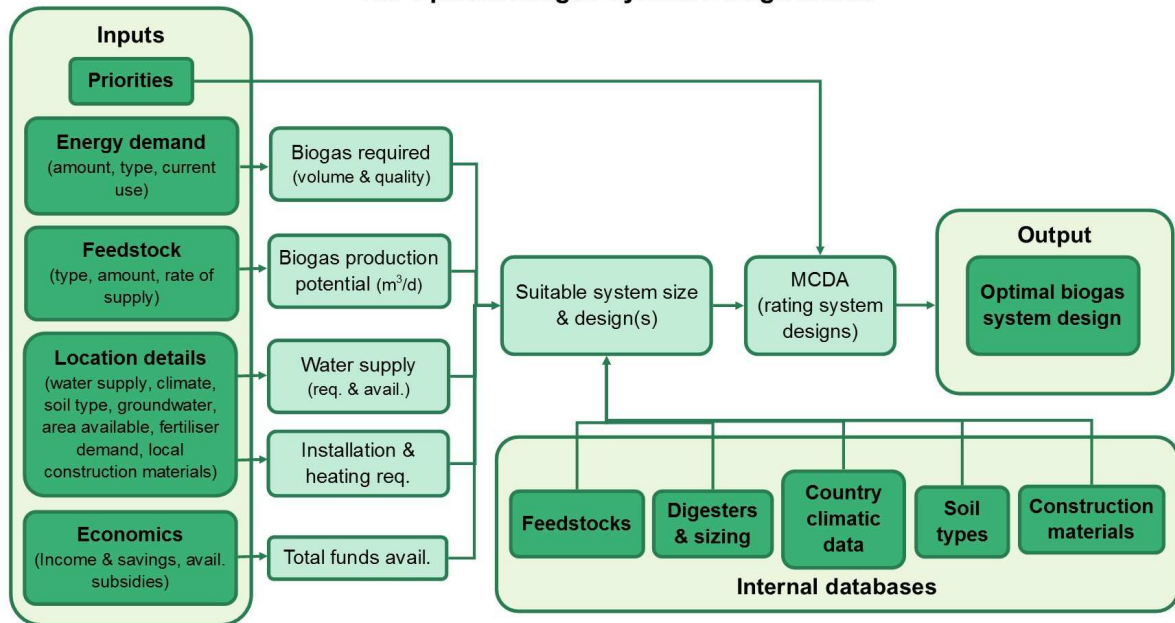 Inputs
Priorities
Energy demand
(amount, type, current
use)
Feedstock
(type, amount, rate of
supply)
Location details
(water supply, climate,
soil type, groundwater,
area available, fertiliser
demand, local
construction materials)
Economics
(Income & savings, avail.
subsidies)
Biogas required
(volume & quality)
Biogas production
potential (m³/d)
Water supply
(req. & avail.)
Installation &
heating req.
Total funds avail.
Suitable system size
& design(s)
MCDA
(rating system
designs)
Output
Optimal biogas
system design
Feedstocks
Digesters
& sizing
Country
climatic
data
Soil
types
Construction
materials
Internal databases